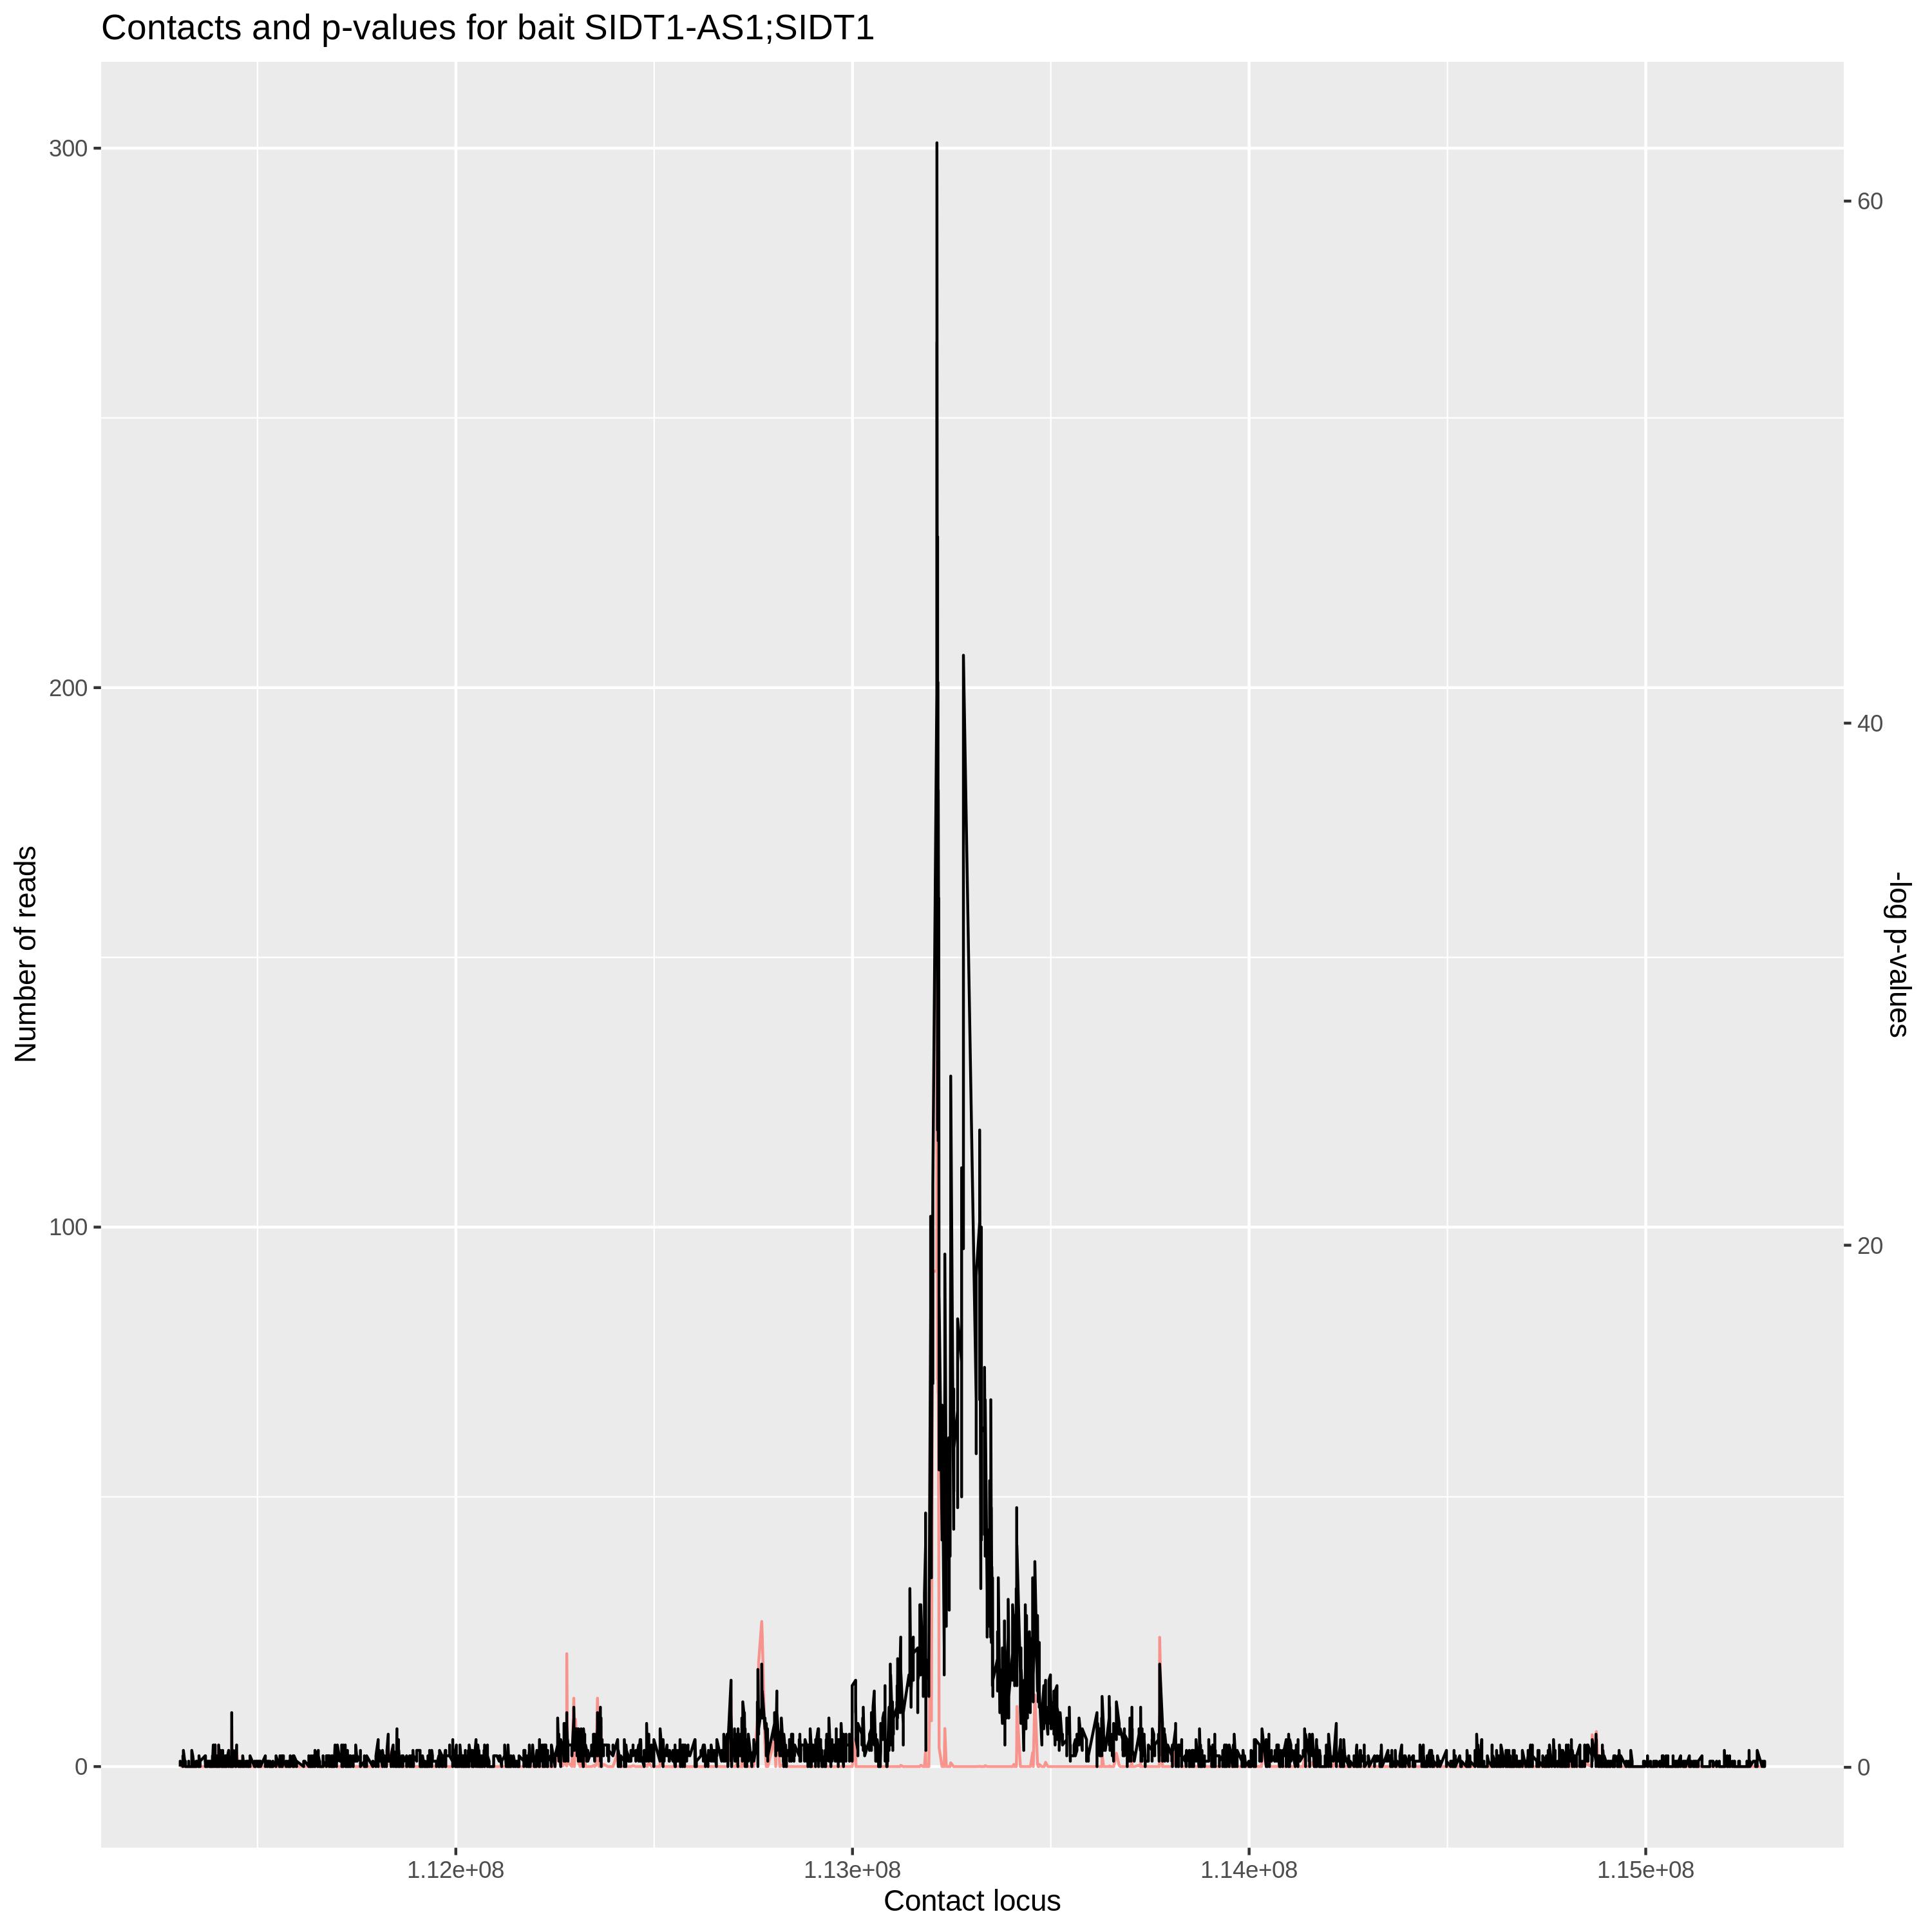 Contacts and p-values for bait SIDT1-AS1;SIDT1
300
200
100
0
Number of reads
60
40
20
0
-log p-values
1.12e+08
1.13e+08
1.14e+08
1.15e+08
Contact locus